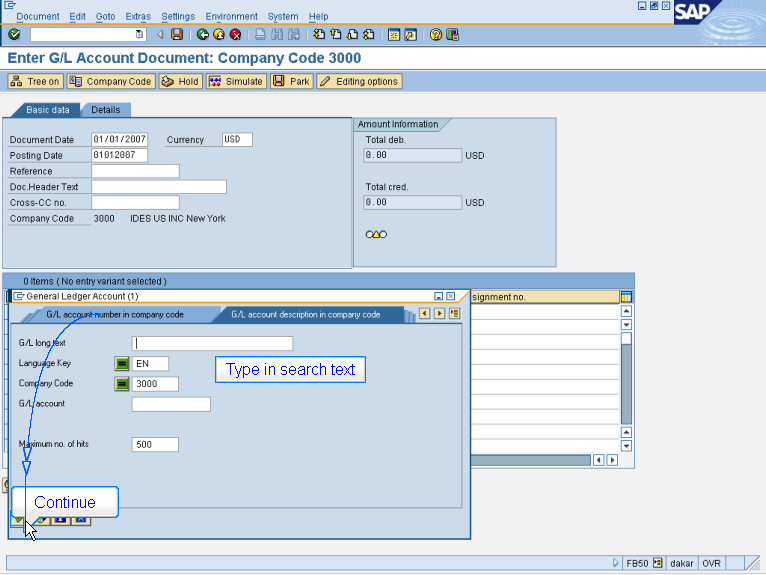 Document Edit Goto Extras Settings Environment System Help
SAP
Enter G/L Account Document: Company Code 3000
Tree on Company Code Hold Simulate Park Editing options
Basic data Details
Amount Information
Document Date 01/01/2007 Currency USD
Total deb.
Posting Date 01012007
0.00 USD
Reference
Doc.Header Text
Total cred.
Cross-CC no.
0.00 USD
Company Code 3000 IDES US INC New York
0 Items ( No entry variant selected )
General Ledger Account (1)
signment no.
G/L account number in company code G/L account description in company code
G/L long text
Language Key EN
Type in search text
Company Code 3000
G/L account
Maximum no. of hits 500
Continue
FB50 dakar OVR